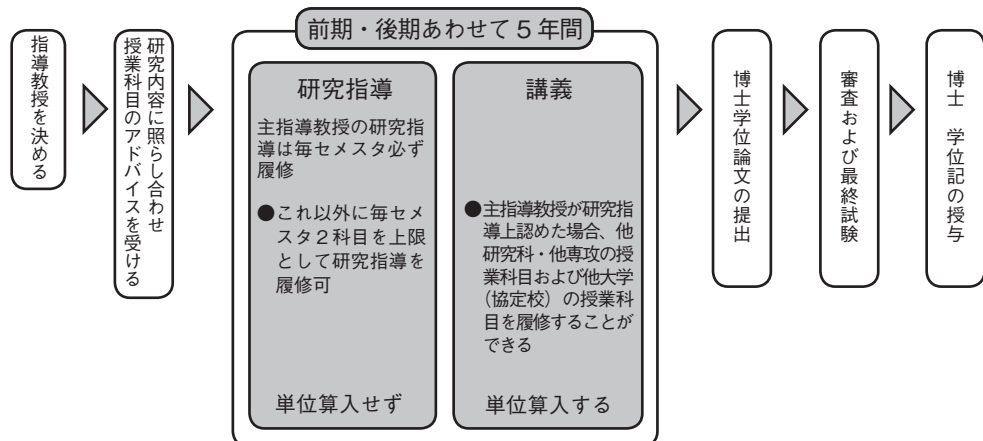 指導教授を決める
研究内容に照らし合わせ
授業科目のアドバイスを受ける
前期・後期あわせて5年間
研究指導
主指導教授の研究指
導は毎セメスタ必ず
履修
●これ以外に毎セメ
スタ2科目を上限
として研究指導を
履修可
単位算入せず
講義
●主指導教授が研究指
導上認めた場合、他
研究科・他専攻の授
業科目および他大学
（協定校）の授業科
目を履修することが
できる
単位算入する
博士学位論文の提出
審査および最終試験
博士 学位記の授与